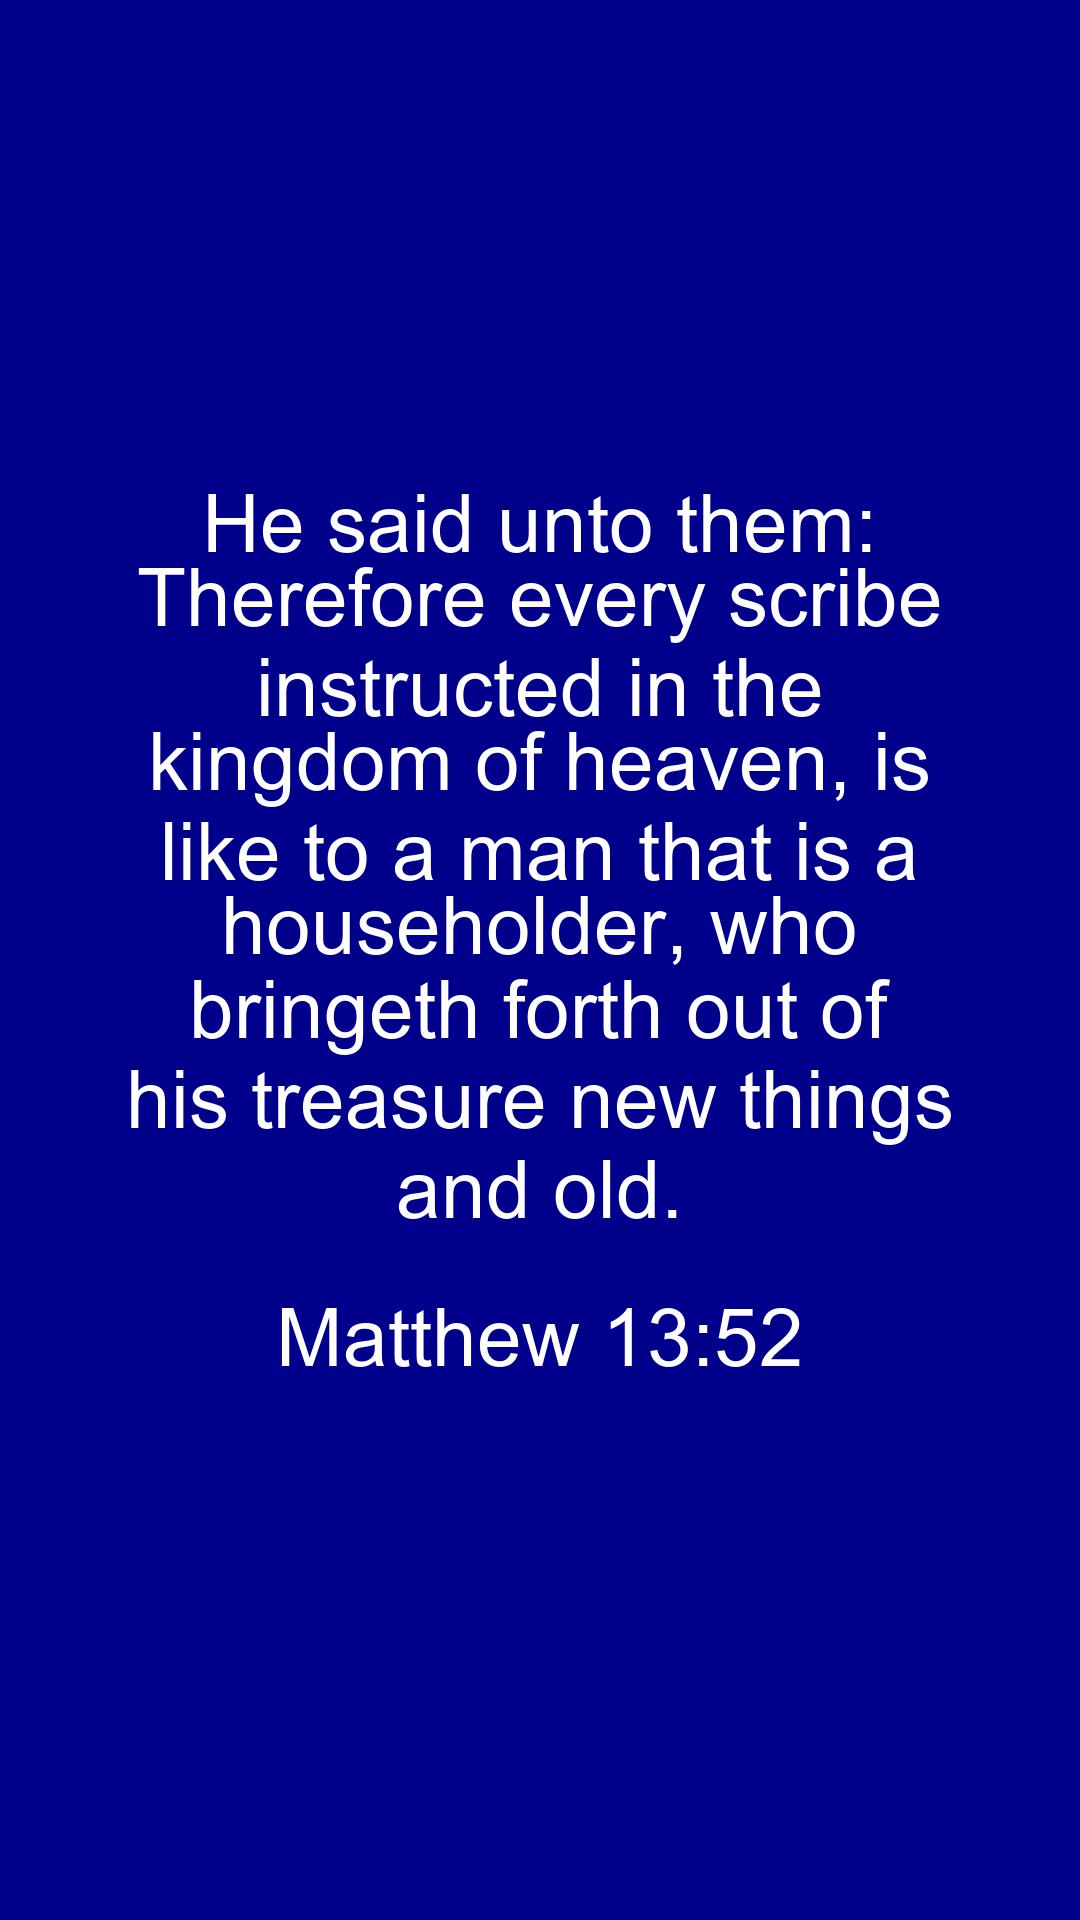 He said unto them:
Therefore every scribe
instructed in the
kingdom of heaven, is
like to a man that is a
householder, who
bringeth forth out of
his treasure new things
and old.
Matthew 13:52